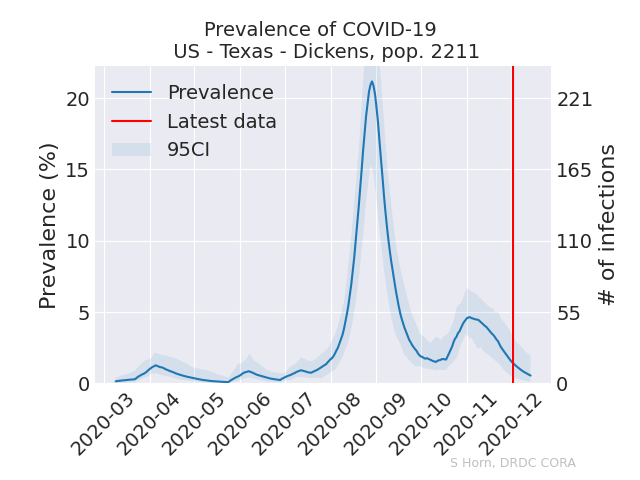 Prevalence of COVID-19
US - Texas - Dickens, pop. 2211
Prevalence
Latest data
95CI
Prevalence (%)
20
15
10
5
0
221
165
110
55
0
# of infections
2020-03
2020-04
2020-05
2020-06
2020-07
2020-08
2020-09
2020-10
2020-11
2020-12
S Horn, DRDC CORA